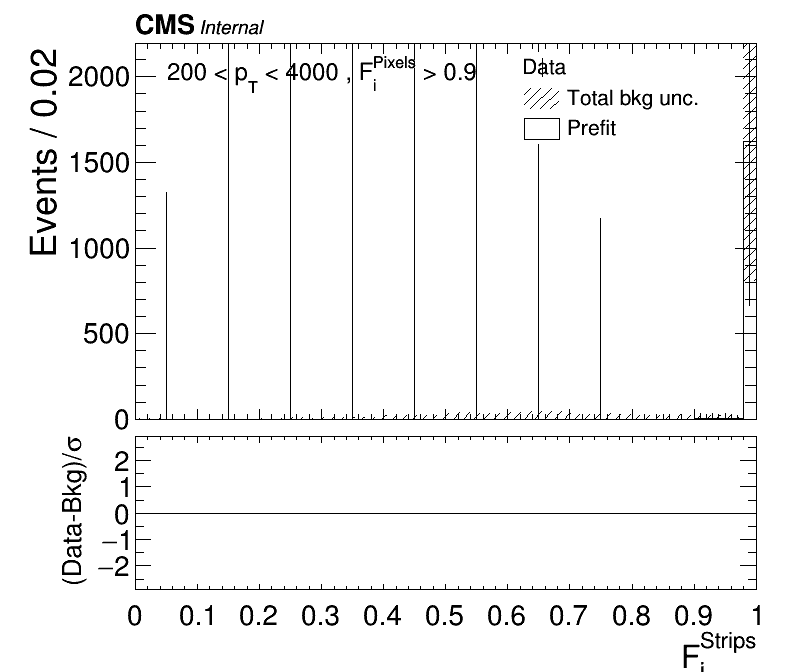 CMS Internal
200 < p_T < 4000 , F_i^Pixels > 0.9
Data
Total bkg unc.
Prefit
Events / 0.02
2000
1500
1000
500
0
(Data-Bkg)/σ
2
1
0
−1
−2
0 0.1 0.2 0.3 0.4 0.5 0.6 0.7 0.8 0.9 1
F_i^Strips